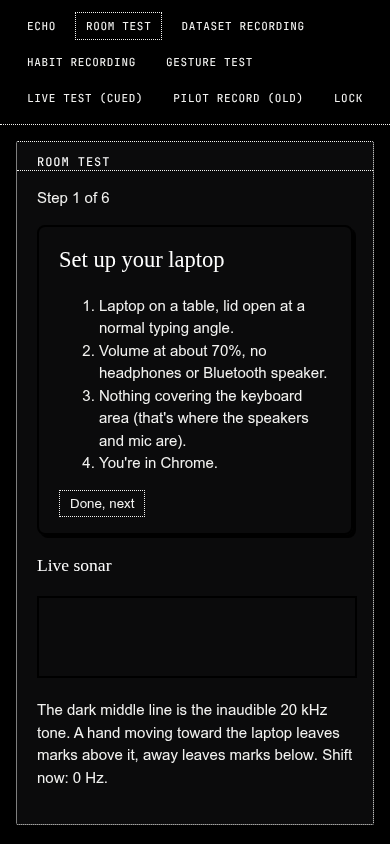 ECHO
ROOM TEST
DATASET RECORDING
HABIT RECORDING
GESTURE TEST
LIVE TEST (CUED)
PILOT RECORD (OLD)
LOCK
ROOM TEST
Step 1 of 6
Set up your laptop
1. Laptop on a table, lid open at a
normal typing angle.
2. Volume at about 70%, no
headphones or Bluetooth speaker.
3. Nothing covering the keyboard
area (that's where the speakers
and mic are).
4. You're in Chrome.
Done, next
Live sonar
The dark middle line is the inaudible 20 kHz
tone. A hand moving toward the laptop leaves
marks above it, away leaves marks below. Shift
now: 0 Hz.